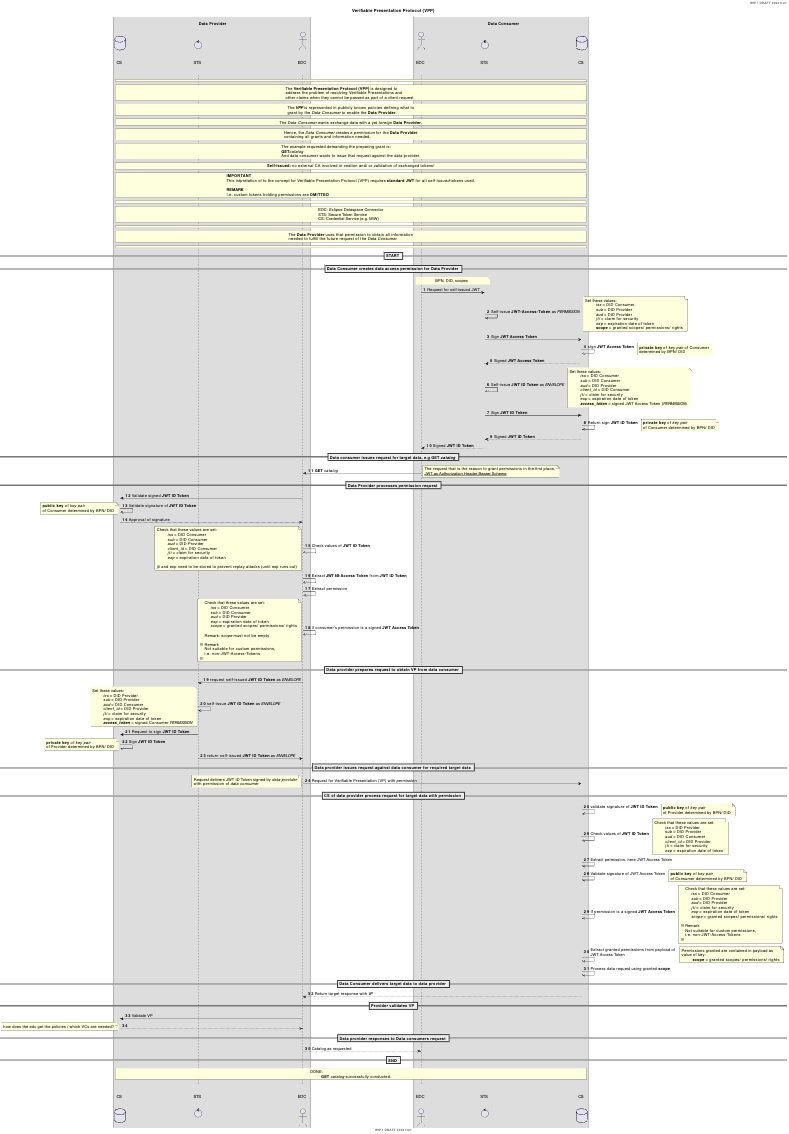 WIP / DRAFT
Verifiable Presentation Protocol (VPP)
Data Provider
Data Consumer
CS
STS
EDC
EDC
STS
CS
The Verifiable Presentation Protocol (VPP) is designed to
address the problem of resolving Verifiable Presentations and
other claims when they cannot be passed as part of a client request.
The VPP is represented in publicly known policies defining what to
grant by the Data Consumer to enable the Data Provider.
The Data Consumer wants exchange data with a yet foreign Data Provider.
Hence, the Data Consumer creates a permission for the Data Provider
containing all grants and information needed.
The example requested demanding the preparing grant is:
GET catalog
And data consumer wants to issue that request against the data provider.
Self-issued: no external CA involved in cration and/ or validation of exchanged tokens!
IMPORTANT
This intpretation of to the concept for Verifiable Presentation Protocol (VPP) requires standard JWT for all self-issued tokens used.
REMARK
I.e. custom tokens holding permissions are OMITTED
EDC: Eclipse Dataspace Connector
STS: Secure Token Service
CS: Credential Service (e.g. MIW)
The Data Provider uses that permission to obtain all information
needed to fulfill the future request of the Data Consumer
START
Data Consumer creates data access permission for Data Provider
BPN, DID, scopes
1 Request for self-issued JWT
2 Self-issue JWT-Access-Token as PERMISSION
Set these values:
iss = DID Consumer
sub = DID Provider
aud = DID Provider
jti = claim for security
exp = expiration date of token
scope = granted scopes/ permissions/ rights
3 Sign JWT Access Token
4 sign JWT Access Token
private key of key pair of Consumer
determined by BPN/ DID
5 Signed JWT Access Token
6 Self-issue JWT ID Token as ENVELOPE
Set these values:
iss = DID Consumer
sub = DID Consumer
aud = DID Provider
client_id = DID Consumer
jti = claim for security
exp = expiration date of token
access_token = signed JWT Access Token (PERMISSION)
7 Sign JWT ID Token
8 Return sign JWT ID Token
private key of key pair
of Consumer determined by BPN/ DID
9 Signed JWT ID Token
10 Signed JWT ID Token
Data consumer issues request for target data, e.g GET catalog
11 GET catalog
The request that is the reason to grant permissions in the first place.
JWT as Authorization Header Bearer Schema
Data Provider processes permission request
12 Validate signed JWT ID Token
13 Validate signature of JWT ID Token
public key of key pair
of Consumer determined by BPN/ DID
14 Approval of signature
Check that these values are set:
iss = DID Consumer
sub = DID Consumer
aud = DID Provider
client_id = DID Consumer
jti = claim for security
exp = expiration date of token
jti and exp need to be stored to prevent replay attacks (until exp runs out)
15 Check values of JWT ID Token
16 Extract JWT Access Token from JWT ID Token
17 Extract permission
Check that these values are set:
iss = DID Consumer
sub = DID Consumer
aud = DID Provider
exp = expiration date of token
scope = granted scopes/ permissions/ rights
Remark: scope must not be empty
Remark
Not suitable for custom permissions,
i.e. non-JWT-Access-Tokens
18 if consumer's permission is a signed JWT Access Token
Data provider prepares request to obtain VP from data consumer
19 request self-issued JWT ID Token as ENVELOPE
Set these values:
iss = DID Provider
sub = DID Provider
aud = DID Consumer
client_id = DID Provider
jti = claim for security
exp = expiration date of token
access_token = signed Consumer PERMISSION
20 self-issue JWT ID Token as ENVELOPE
21 Request to sign JWT ID Token
22 Sign JWT ID Token
private key of key pair
of Provider determined by BPN/ DID
23 return self-issued JWT ID Token as ENVELOPE
Data provider issues request against data consumer for required target data
Request delivers JWT ID Token signed by data provider
with permission of data consumer
24 Request for Verifiable Presentation (VP) with permission
CS of data provider process request for target data with permission
25 validate signature of JWT ID Token
public key of key pair
of Provider determined by BPN/ DID
26 Check values of JWT ID Token
Check that these values are set:
iss = DID Provider
sub = DID Provider
aud = DID Consumer
client_id = DID Provider
jti = claim for security
exp = expiration date of token
27 Extract permission, here JWT Access Token
28 Validate signature of JWT Access Token
public key of key pair
of Consumer determined by BPN/ DID
29 if permission is a signed JWT Access Token
Check that these values are set:
iss = DID Consumer
sub = DID Provider
aud = DID Provider
jti = claim for security
exp = expiration date of token
scope = granted scopes/ permissions/ rights
Remark
Not suitable for custom permissions,
i.e. non-JWT-Access-Tokens
30 Extract granted permissions from payload of
JWT Access Token
Permissions granted are contained in payload as
value of key:
scope = granted scopes/ permissions/ rights
31 Process data request using granted scope
Data Consumer delivers target data to data provider
32 Return target response with VP
Provider validates VP
33 Validate VP
how does the edc get the policies / which VCs are needed?
34
Data provider responses to Data consumers request
35 Catalog as requested
END
DONE:
GET catalog successfully conducted.
CS
STS
EDC
EDC
STS
CS
WIP / DRAFT